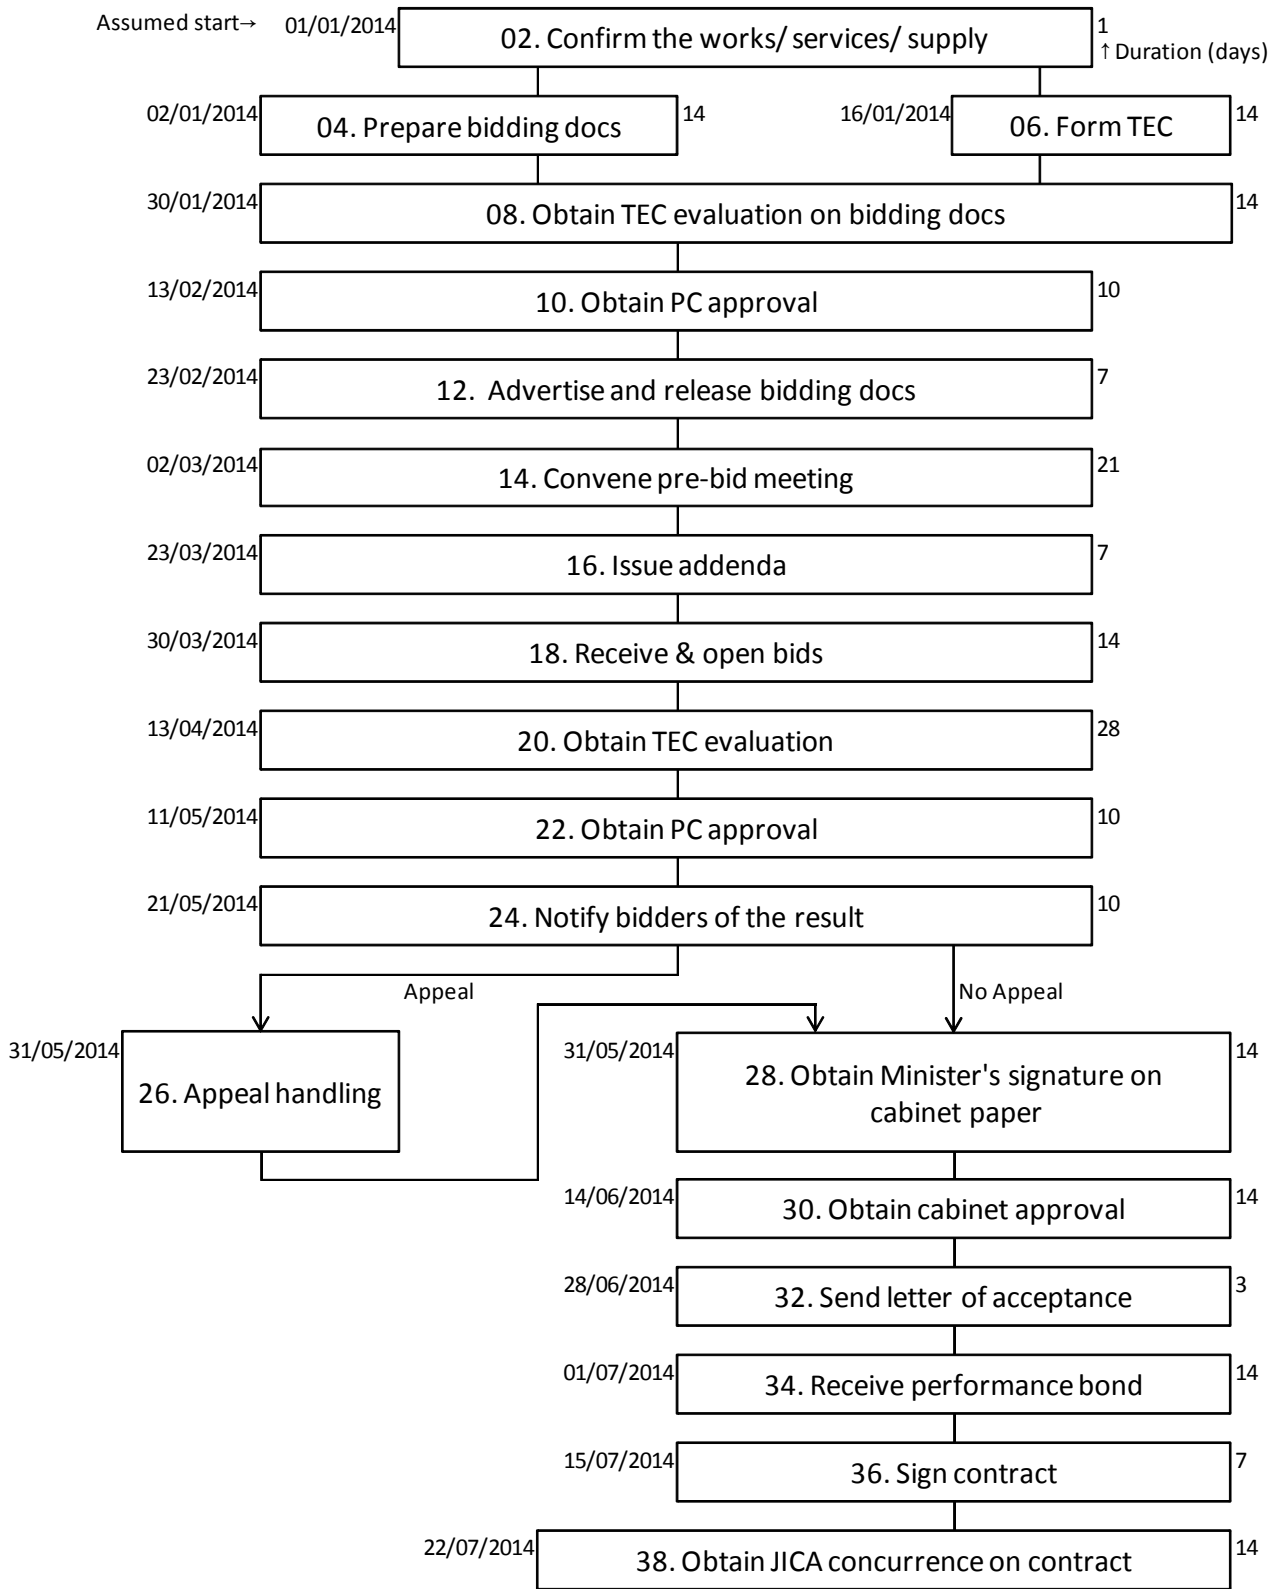 Assumed start→ 01/01/2014 02. Confirm the works/ services/ supply 1
↑ Duration (days)
02/01/2014 04. Prepare bidding docs 14 16/01/2014 06. Form TEC 14
30/01/2014 08. Obtain TEC evaluation on bidding docs 14
13/02/2014 10. Obtain PC approval 10
23/02/2014 12. Advertise and release bidding docs 7
02/03/2014 14. Convene pre-bid meeting 21
23/03/2014 16. Issue addenda 7
30/03/2014 18. Receive & open bids 14
13/04/2014 20. Obtain TEC evaluation 28
11/05/2014 22. Obtain PC approval 10
21/05/2014 24. Notify bidders of the result 10
Appeal No Appeal
31/05/2014 26. Appeal handling
31/05/2014 28. Obtain Minister's signature on 14
cabinet paper
14/06/2014 30. Obtain cabinet approval 14
28/06/2014 32. Send letter of acceptance 3
01/07/2014 34. Receive performance bond 14
15/07/2014 36. Sign contract 7
22/07/2014 38. Obtain JICA concurrence on contract 14